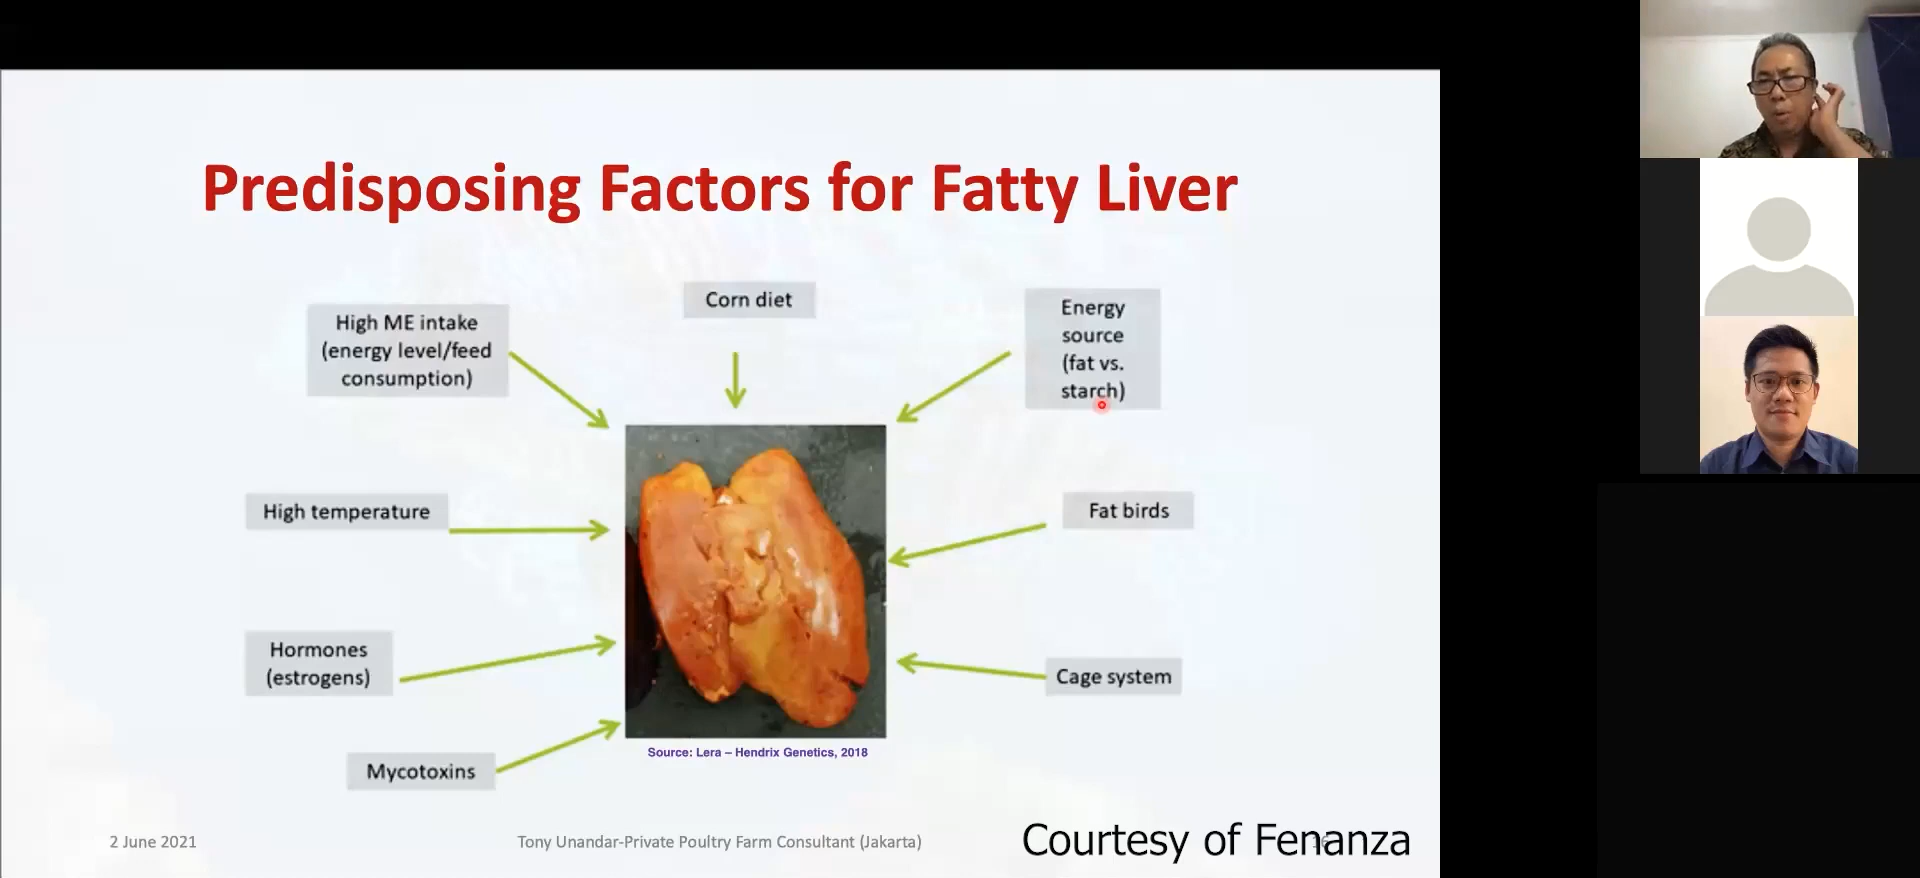 Predisposing Factors for Fatty Liver
Corn diet
High ME intake
(energy level/feed
consumption)
Energy
source
(fat vs.
starch)
High temperature
Fat birds
Hormones
(estrogens)
Cage system
Mycotoxins
Source: Lera – Hendrix Genetics, 2018
2 June 2021
Tony Unandar-Private Poultry Farm Consultant (Jakarta)
Courtesy of Fenanza